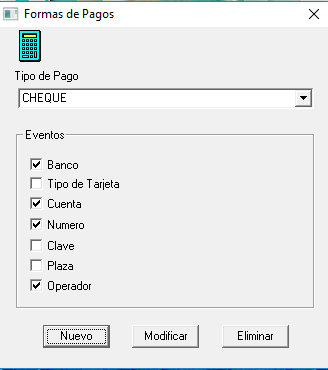 Formas de Pagos
Tipo de Pago
CHEQUE
Eventos
Banco
Tipo de Tarjeta
Cuenta
Numero
Clave
Plaza
Operador
Nuevo Modificar Eliminar